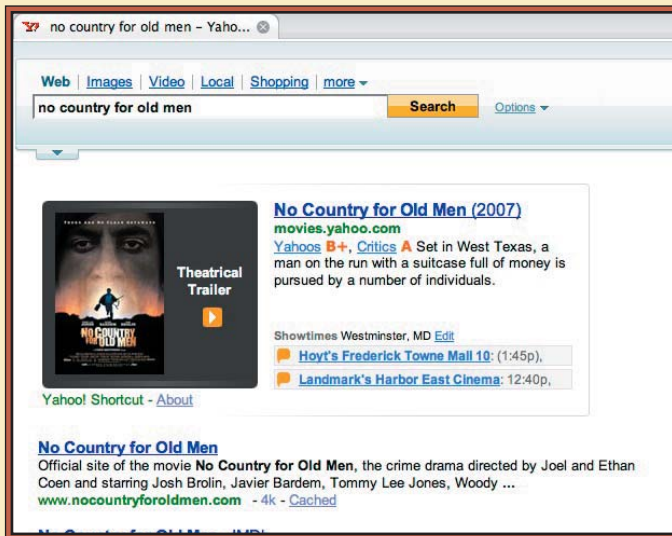 no country for old men – Yaho...
Web | Images | Video | Local | Shopping | more
no country for old men Search Options
THERE ARE NO CLEAN GETAWAYS
NO COUNTRY
FOR OLD MEN
Theatrical
Trailer
Yahoo! Shortcut - About
No Country for Old Men (2007)
movies.yahoo.com
Yahoos B+, Critics A Set in West Texas, a
man on the run with a suitcase full of money is
pursued by a number of individuals.
Showtimes Westminster, MD Edit
Hoyt's Frederick Towne Mall 10: (1:45p),
Landmark's Harbor East Cinema: 12:40p,
No Country for Old Men
Official site of the movie No Country for Old Men, the crime drama directed by Joel and Ethan
Coen and starring Josh Brolin, Javier Bardem, Tommy Lee Jones, Woody ...
www.nocountryforoldmen.com - 4k - Cached